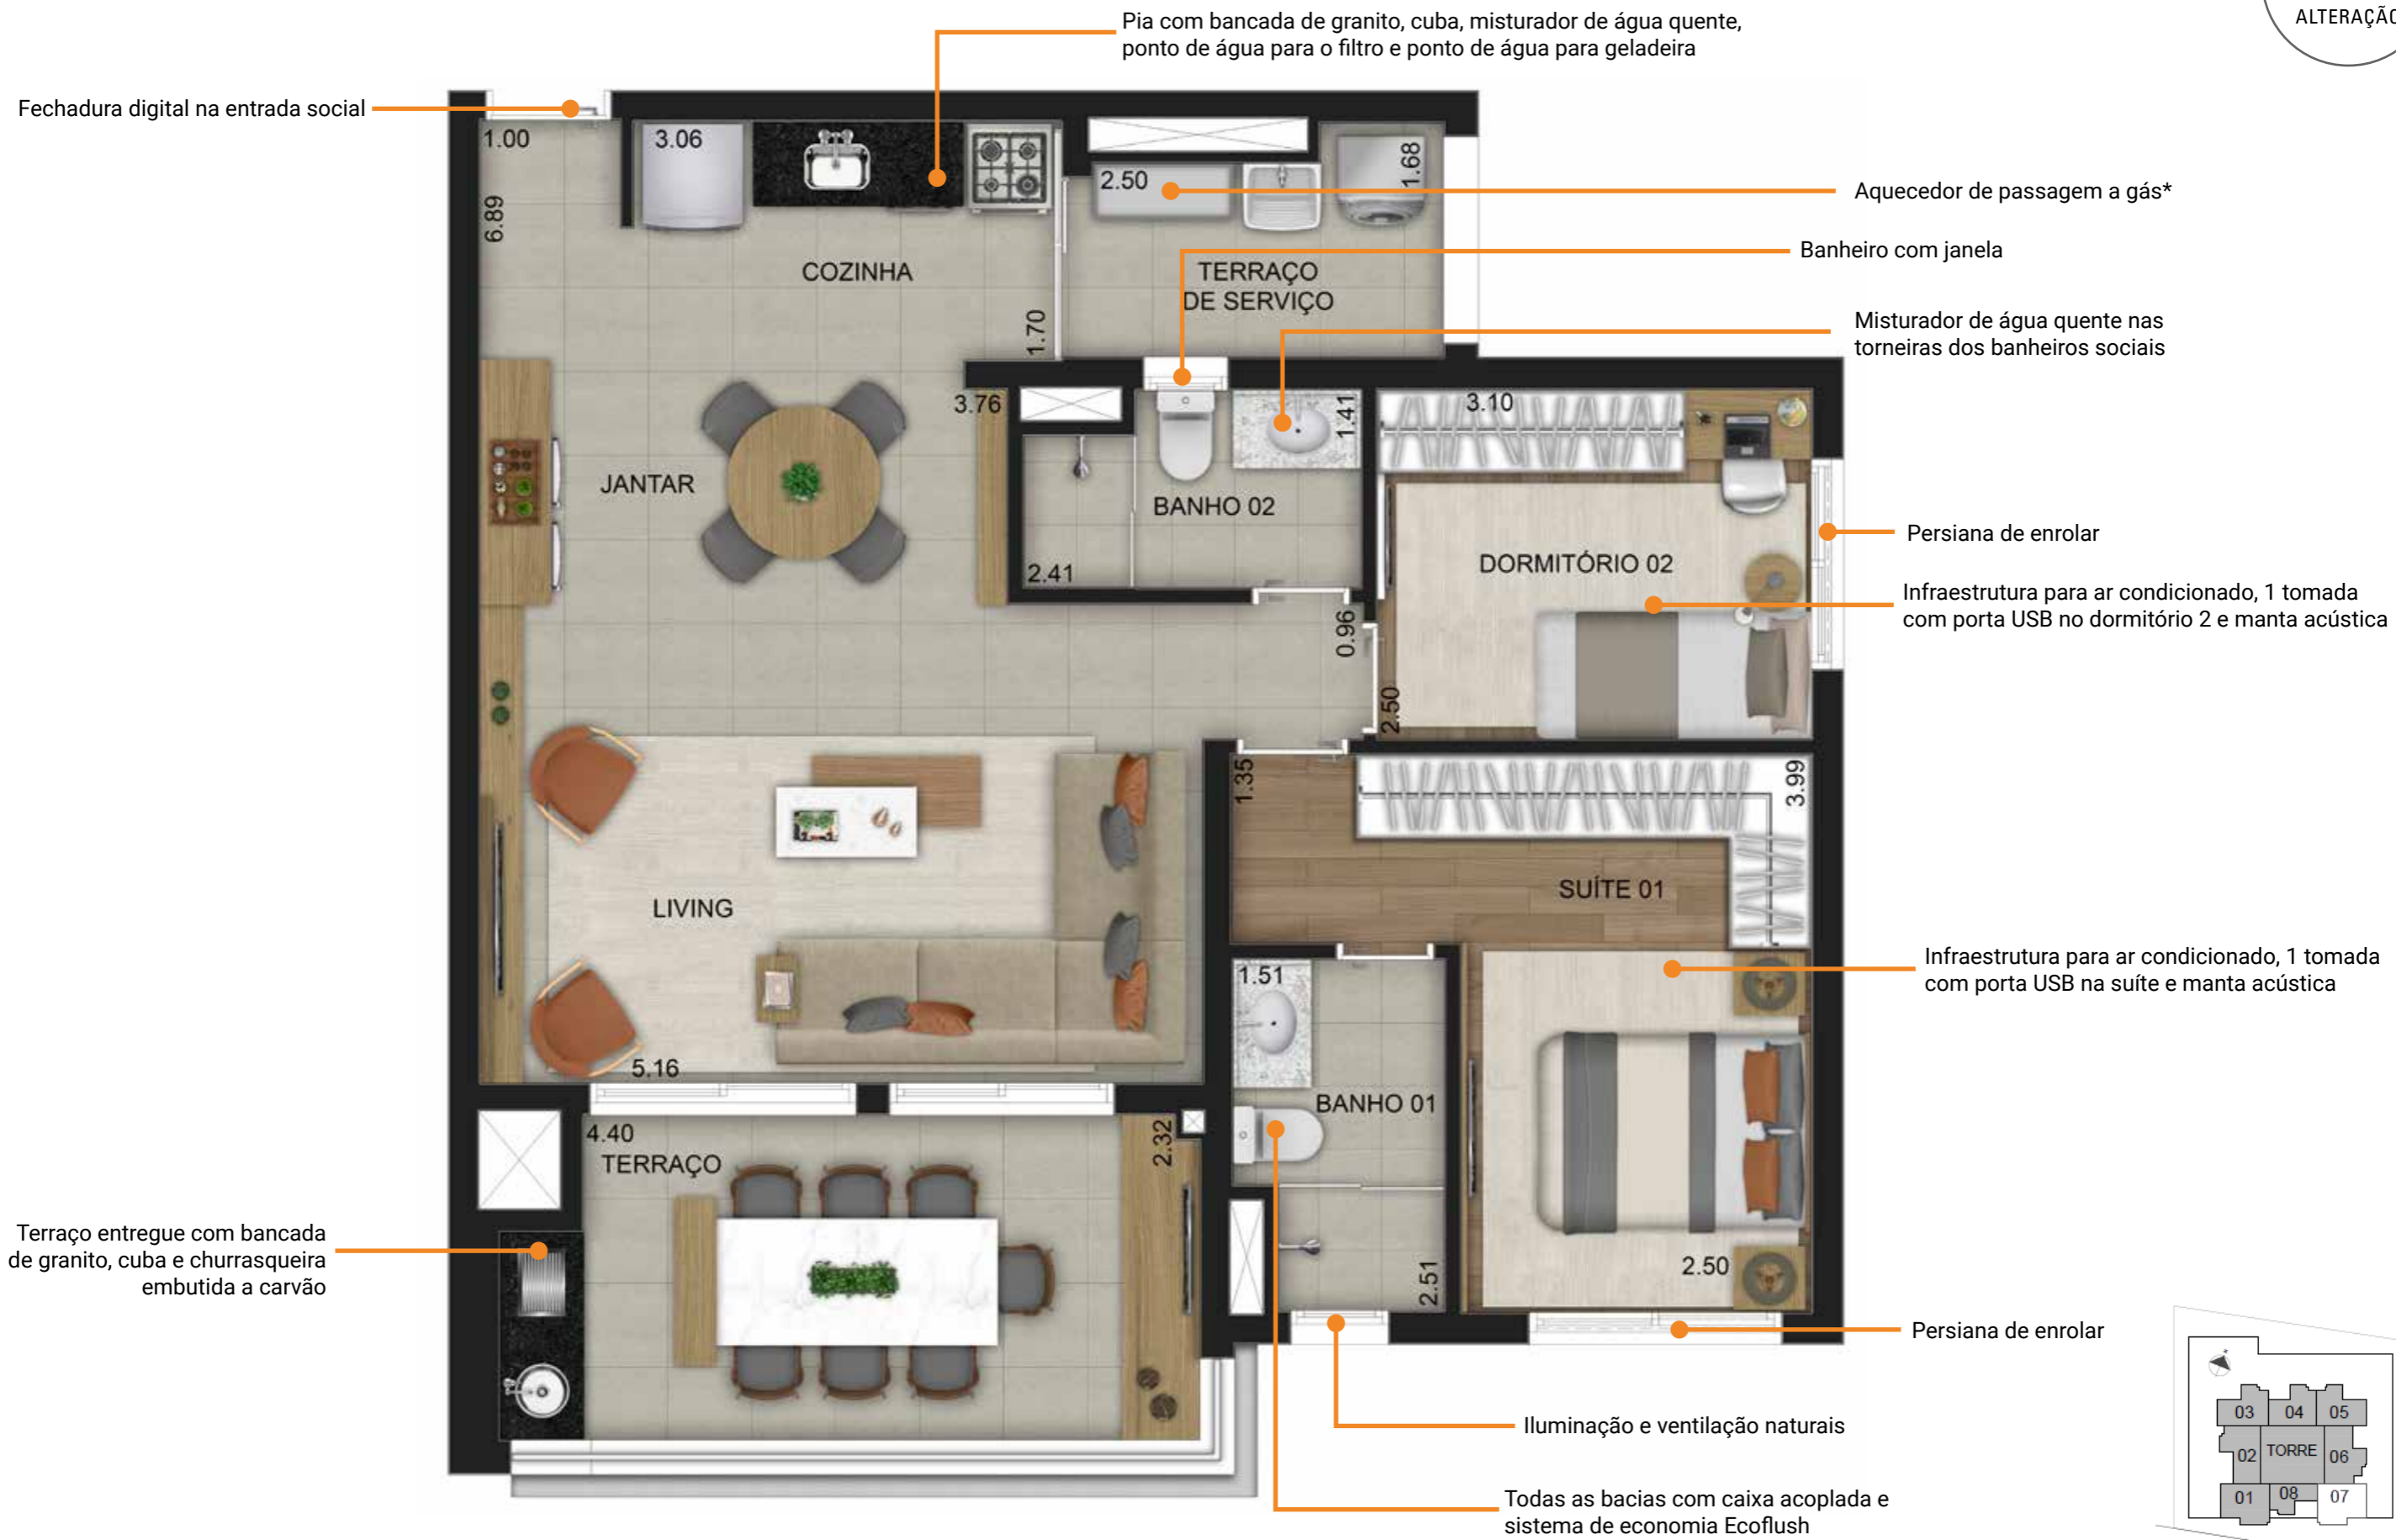 ALTERAÇÃO
Pia com bancada de granito, cuba, misturador de água quente,
ponto de água para o filtro e ponto de água para geladeira
Fechadura digital na entrada social
1.00
3.06
2.50
1.68
6.89
Aquecedor de passagem a gás*
Banheiro com janela
COZINHA
TERRAÇO
DE SERVIÇO
1.70
Misturador de água quente nas
torneiras dos banheiros sociais
3.76
1.41
3.10
JANTAR
BANHO 02
2.41
Persiana de enrolar
DORMITÓRIO 02
Infraestrutura para ar condicionado, 1 tomada
com porta USB no dormitório 2 e manta acústica
0.96
2.50
1.35
3.99
SUÍTE 01
LIVING
Infraestrutura para ar condicionado, 1 tomada
com porta USB na suíte e manta acústica
1.51
5.16
BANHO 01
4.40
TERRAÇO
2.32
Terraço entregue com bancada
de granito, cuba e churrasqueira
embutida a carvão
2.51
2.50
Persiana de enrolar
Iluminação e ventilação naturais
Todas as bacias com caixa acoplada e
sistema de economia Ecoflush
03
04
05
02
TORRE
06
01
08
07